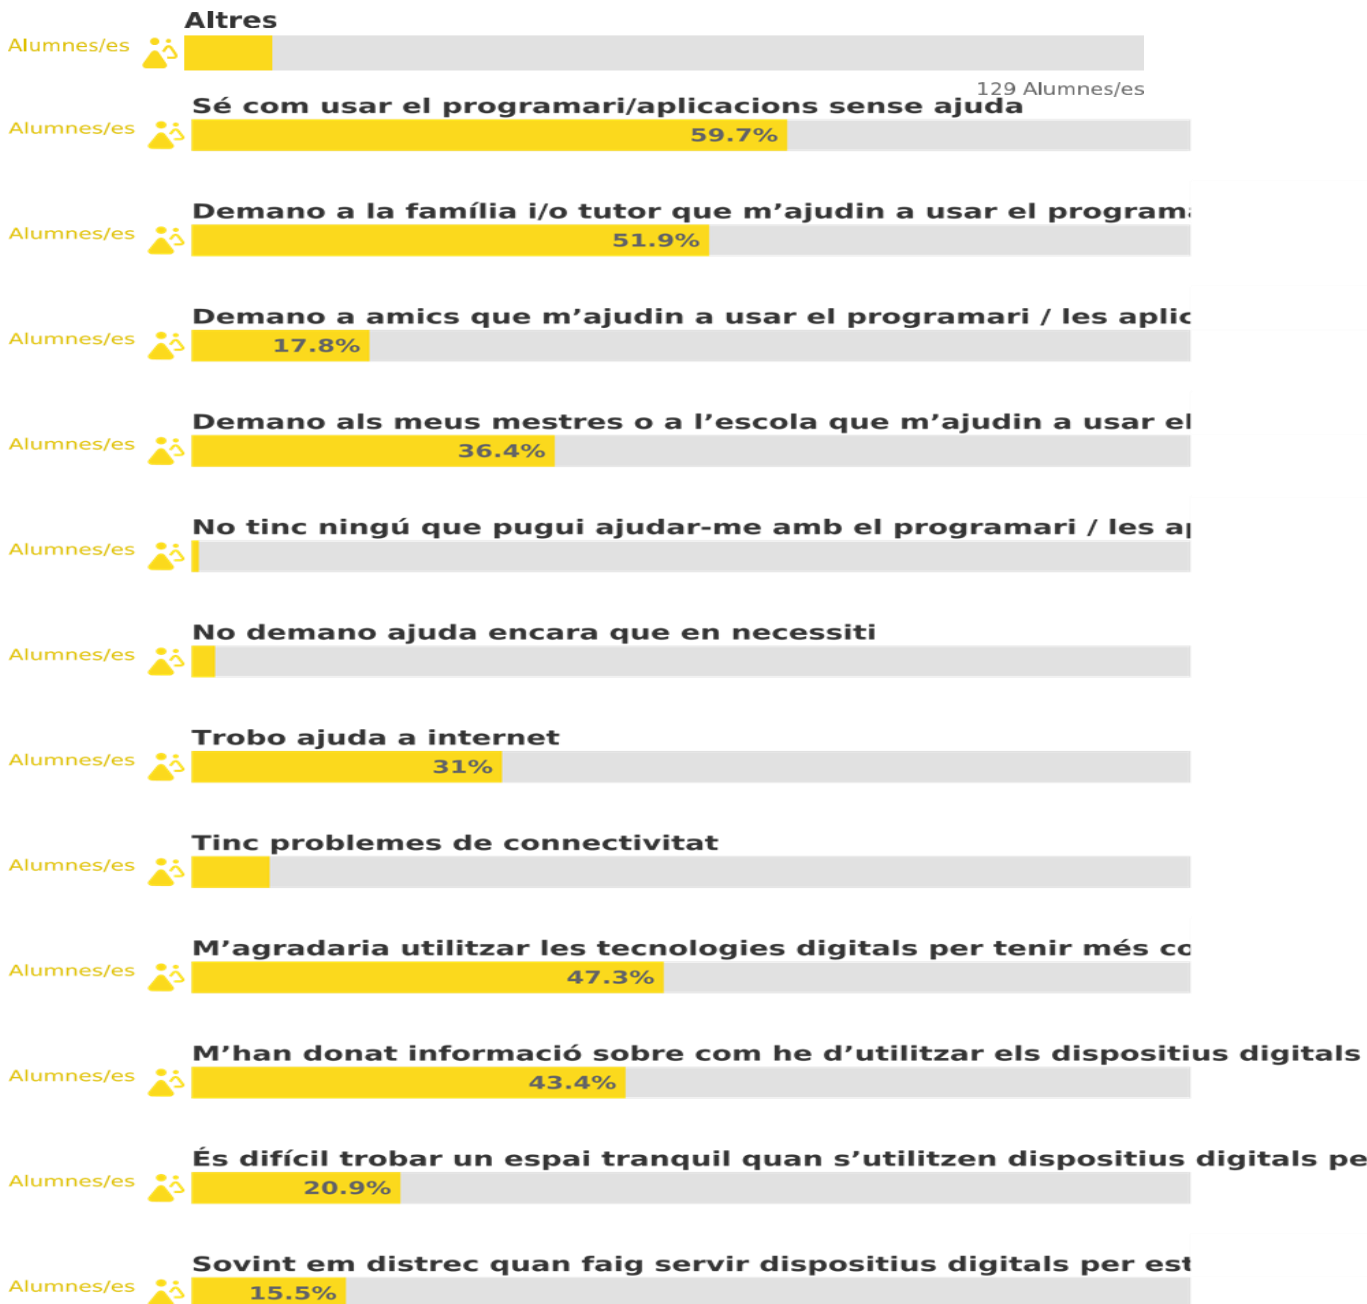 Altres
Alumnes/es
129 Alumnes/es
Sé com usar el programari/aplicacions sense ajuda
Alumnes/es 59.7%
Demano a la família i/o tutor que m’ajudin a usar el
Alumnes/es 51.9%
Demano a amics que m’ajudin a usar el programari / les
Alumnes/es 17.8%
Demano als meus mestres o a l’escola que m’ajudin a usar el
Alumnes/es 36.4%
No tinc ningú que pugui ajudar-me amb el programari / les
Alumnes/es
No demano ajuda encara que en necessiti
Alumnes/es
Trobo ajuda a internet
Alumnes/es 31%
Tinc problemes de connectivitat
Alumnes/es
M’agradaria utilitzar les tecnologies digitals per tenir més
Alumnes/es 47.3%
M’han donat informació sobre com he d’utilitzar els dispositius digitals
Alumnes/es 43.4%
És difícil trobar un espai tranquil quan s’utilitzen dispositius digitals
Alumnes/es 20.9%
Sovint em distrec quan faig servir dispositius digitals per
Alumnes/es 15.5%